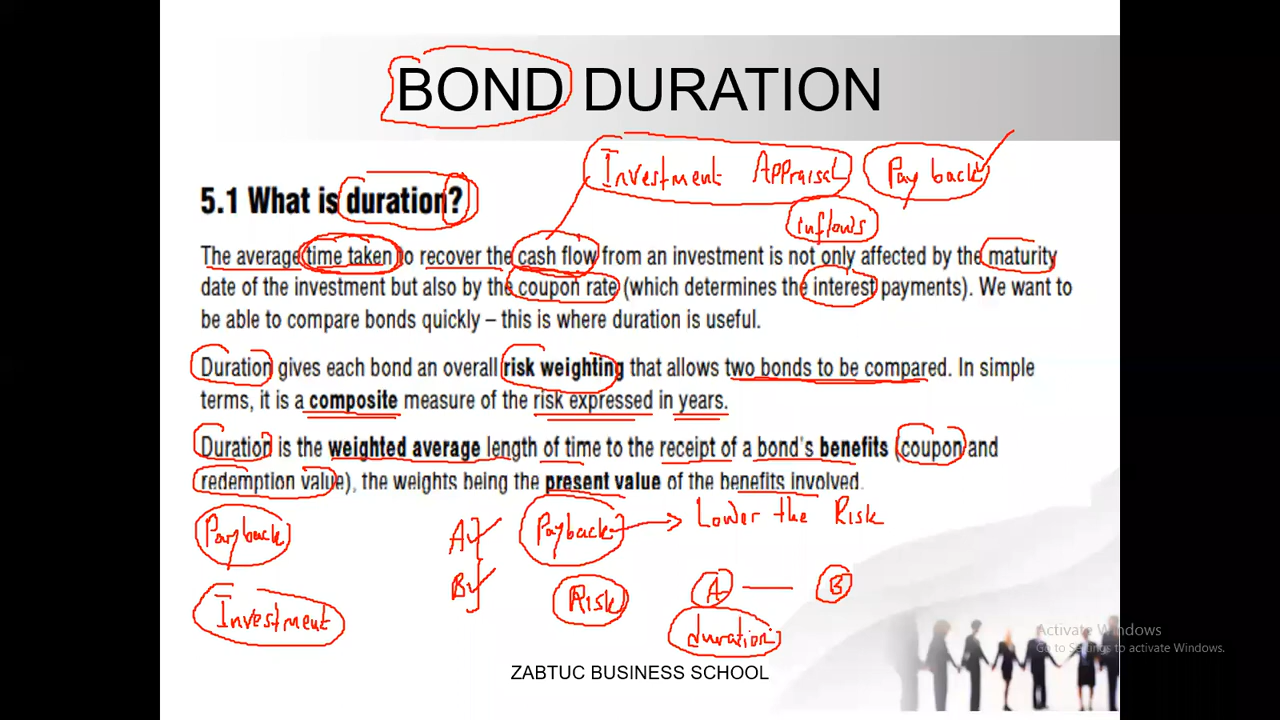 BOND DURATION
Investment Appraisal Payback
5.1 What is duration?
inflows
The average time taken to recover the cash flow from an investment is not only affected by the maturity
date of the investment but also by the coupon rate (which determines the interest payments). We want to
be able to compare bonds quickly – this is where duration is useful.
Duration gives each bond an overall risk weighting that allows two bonds to be compared. In simple
terms, it is a composite measure of the risk expressed in years.
Duration is the weighted average length of time to the receipt of a bond's benefits (coupon and
redemption value), the weights being the present value of the benefits involved.
Payback A Payback → Lower the Risk
B Risk A — B
Investment duration
Activate Windows
Go to Settings to activate Windows.
ZABTUC BUSINESS SCHOOL